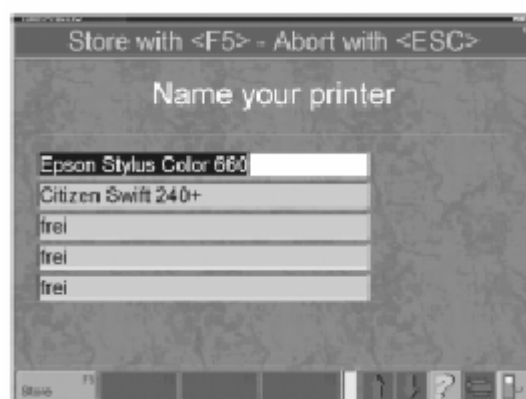 Store with <F5> - Abort with <ESC>
Name your printer
Epson Stylus Color 660
Citizen Swift 240+
frei
frei
frei
F5
Store